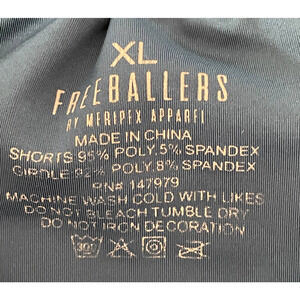 XL
FREEBALLERS
BY MERIPEX APPAREL
MADE IN CHINA
SHORTS 95% POLY.5% SPANDEX
GIRDLE-92% POLY.8% SPANDEX
RN# 147979
MACHINE WASH COLD WITH LIKES
DO NOT BLEACH TUMBLE DRY
DO NOT IRON DECORATION
30°